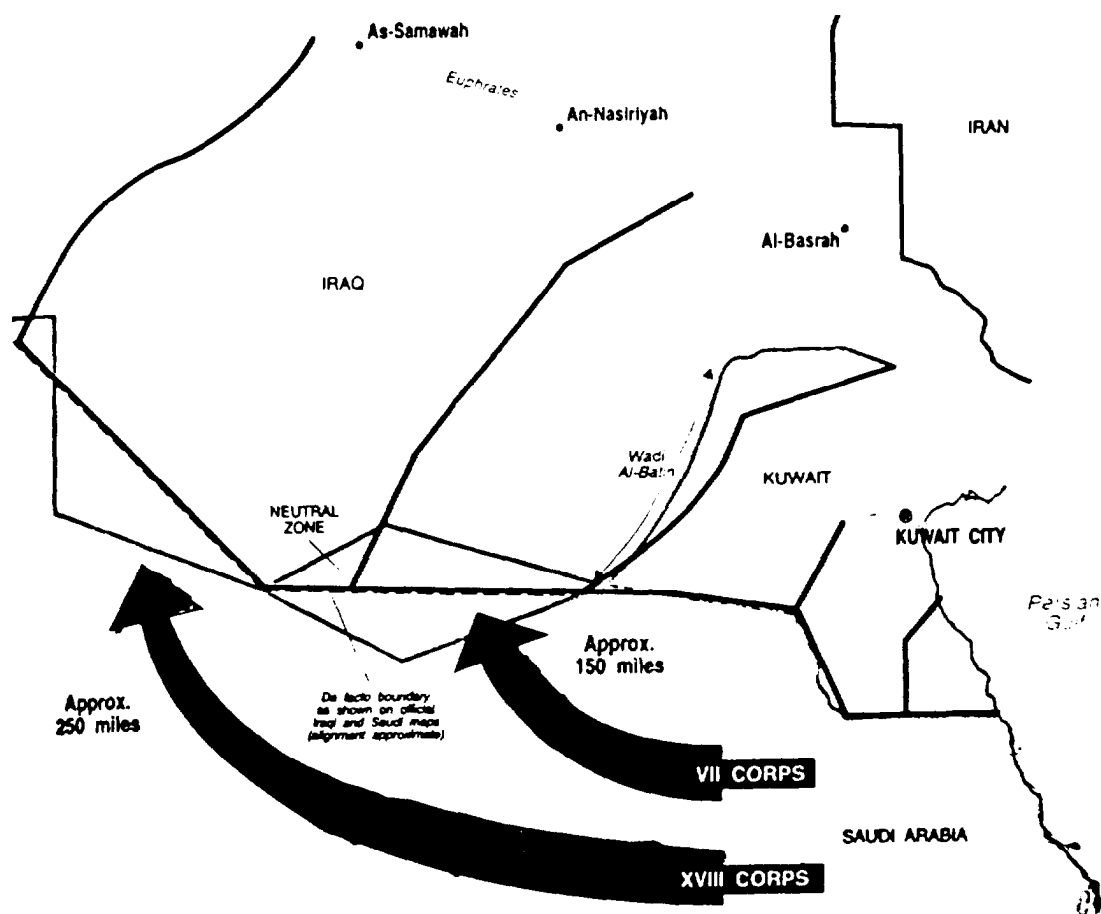 As-Samawah
Euphrates
An-Nasiriyah
IRAN
Al-Basrah
IRAQ
Wadi
Al-Batin
KUWAIT
NEUTRAL
ZONE
KUWAIT CITY
Persian
Gulf
Approx.
150 miles
Approx.
250 miles
De facto boundary
as shown on official
Iraqi and Saudi maps
(alignment approximate)
VII CORPS
SAUDI ARABIA
XVIII CORPS